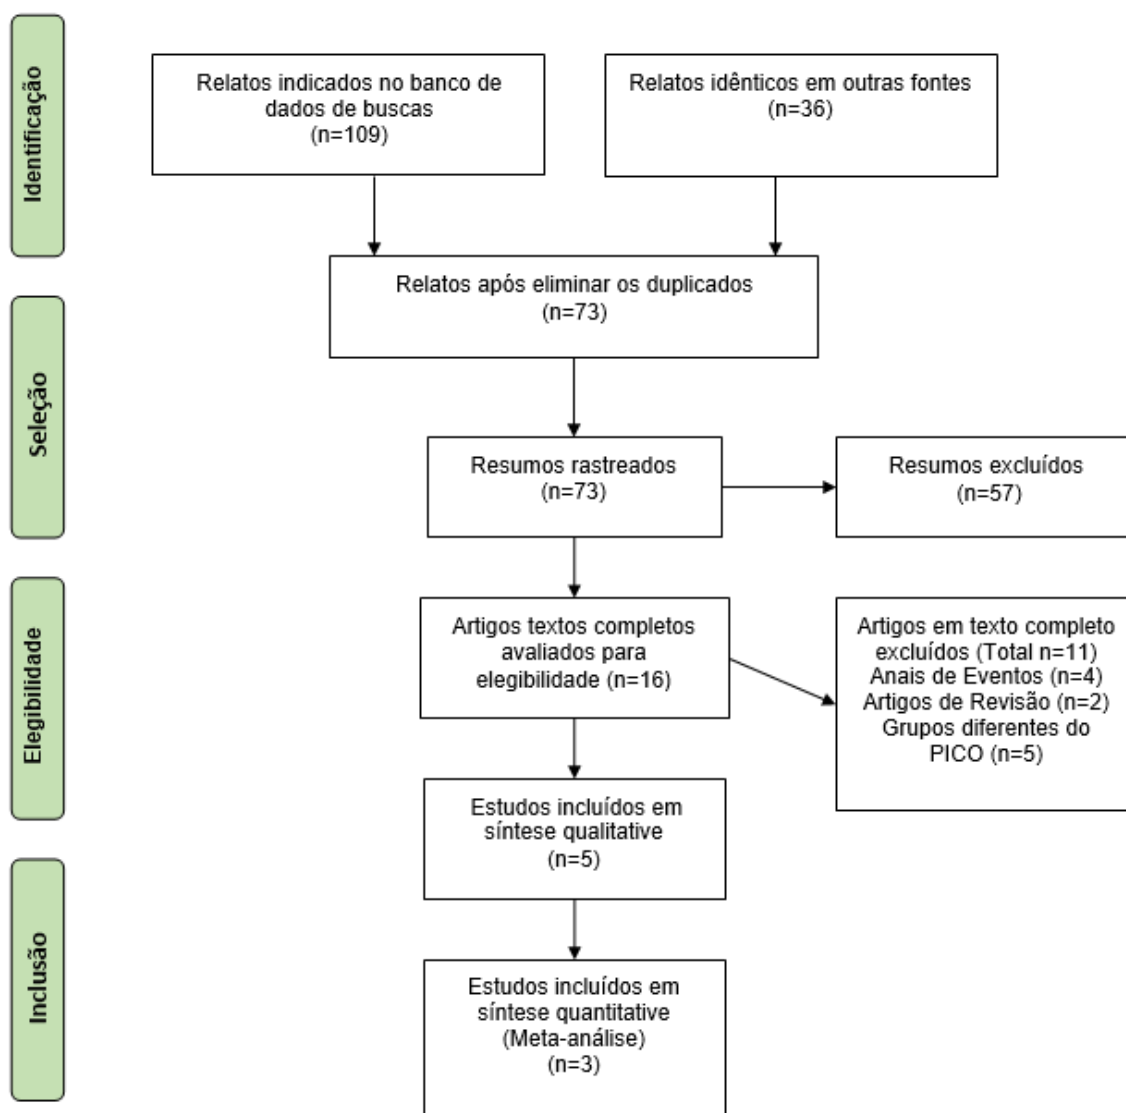 Identificação
Relatos indicados no banco de
dados de buscas
(n=109)
Relatos idênticos em outras fontes
(n=36)
Relatos após eliminar os duplicados
(n=73)
Seleção
Resumos rastreados
(n=73)
Resumos excluídos
(n=57)
Elegibilidade
Artigos textos completos
avaliados para
elegibilidade (n=16)
Artigos em texto completo
excluídos (Total n=11)
Anais de Eventos (n=4)
Artigos de Revisão (n=2)
Grupos diferentes do
PICO (n=5)
Estudos incluídos em
síntese qualitative
(n=5)
Inclusão
Estudos incluídos em
síntese quantitative
(Meta-análise)
(n=3)